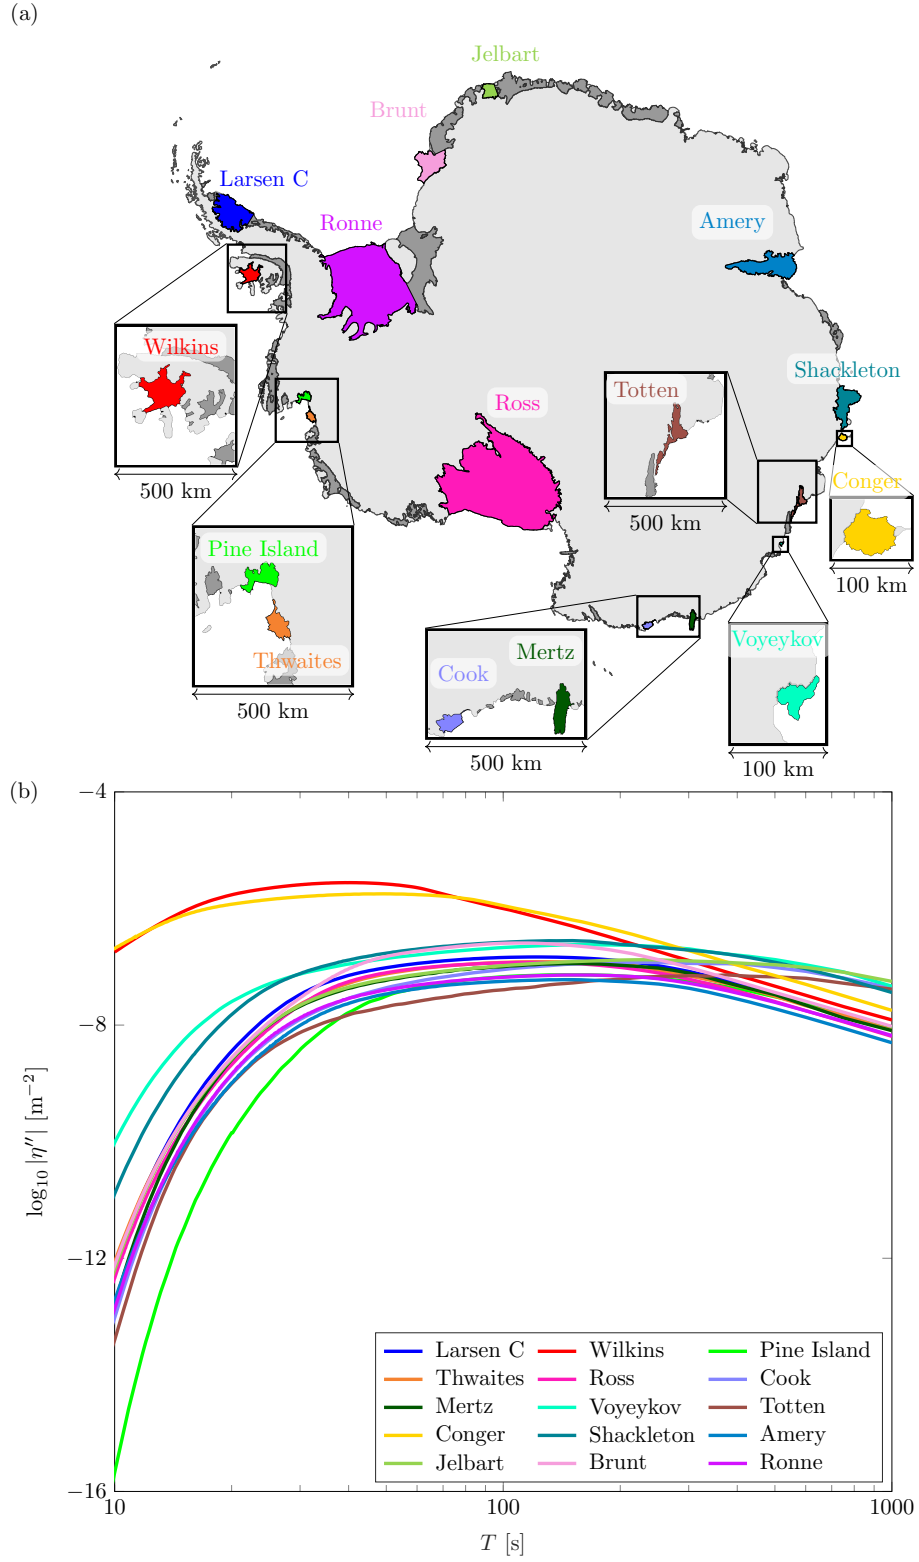 (a)
Jelbart
Brunt
Larsen C
Ronne
Amery
Wilkins
Shackleton
Totten
Ross
500 km
Conger
500 km
Pine Island
100 km
Voyeykov
Mertz
Thwaites
Cook
500 km
500 km
100 km
(b)
−4
−8
−12
−16
log₁₀ |η″| [m⁻²]
10 100 1000
T [s]
Larsen C Wilkins Pine Island
Thwaites Ross Cook
Mertz Voyeykov Totten
Conger Shackleton Amery
Jelbart Brunt Ronne